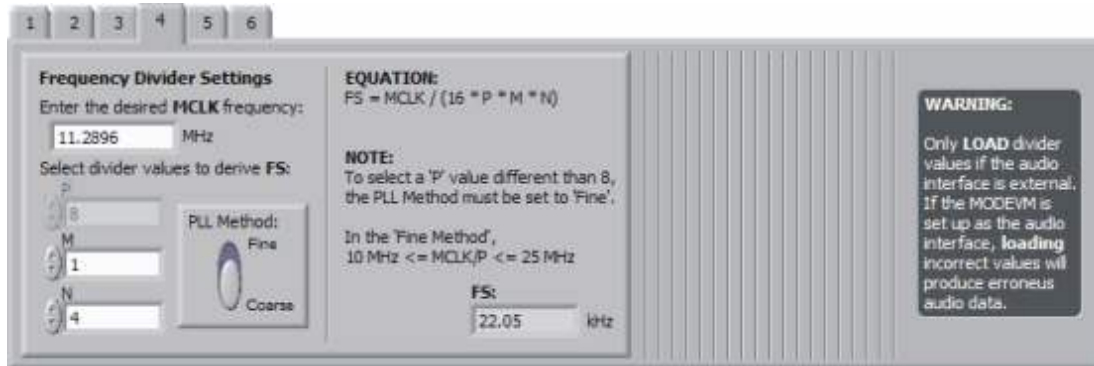 1 2 3 4 5 6
Frequency Divider Settings
Enter the desired MCLK frequency:
11.2896 MHz
Select divider values to derive FS:
P
8
M
1
N
4
PLL Method:
Fine
Coarse
EQUATION:
FS = MCLK / (16 * P * M * N)
NOTE:
To select a 'P' value different than 8,
the PLL Method must be set to 'Fine'.
In the 'Fine Method',
10 MHz <= MCLK/P <= 25 MHz
FS:
22.05 kHz
WARNING:
Only LOAD divider
values if the audio
interface is external.
If the MODEVM is
set up as the audio
interface, loading
incorrect values will
produce erroneus
audio data.